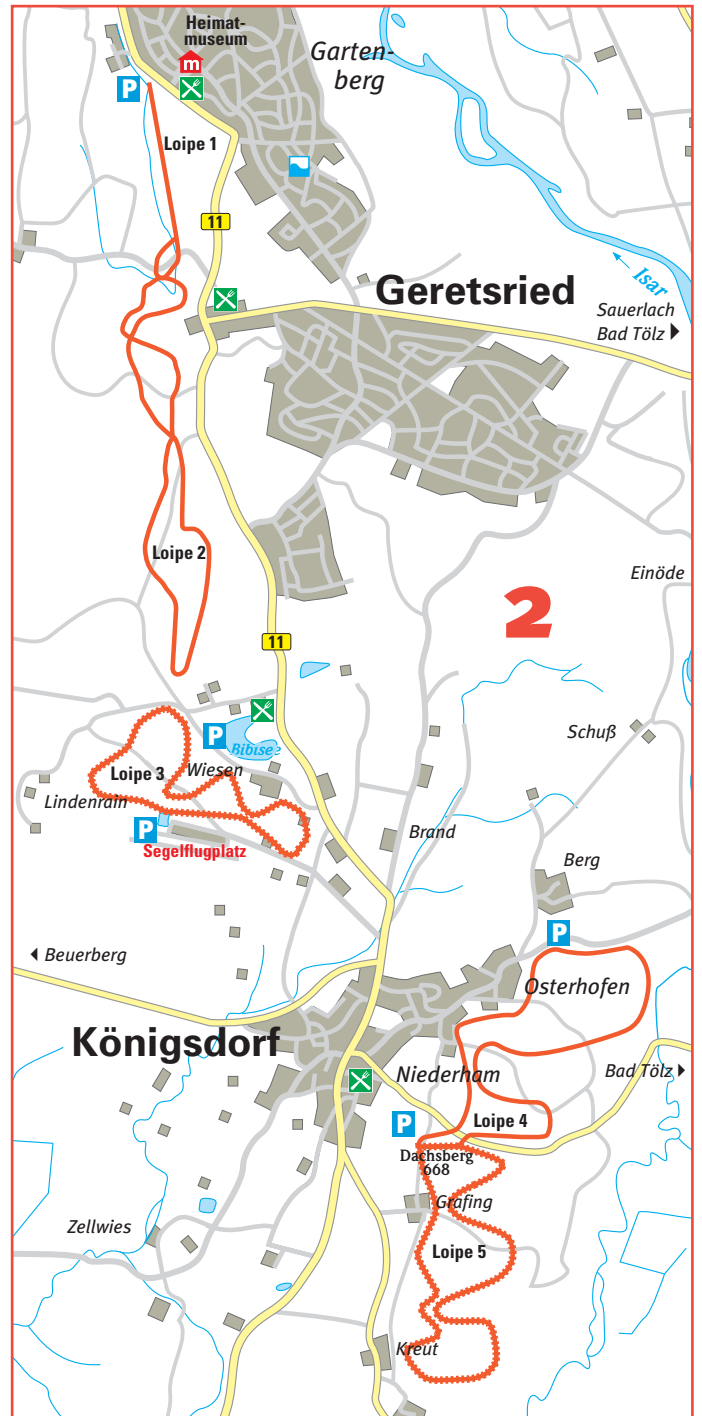 Heimat-
museum
m
Garten-
berg
P
Loipe 1
11
Isar
Geretsried
Sauerlach
Bad Tölz
Loipe 2
Einöde
2
11
Schuß
P
Bibisee
Loipe 3
Wiesen
Lindenrain
P
Segelflugplatz
Brand
Berg
P
Beuerberg
Osterhofen
Königsdorf
Niederham
Bad Tölz
P
Loipe 4
Dachsberg
668
Grafing
Zellwies
Loipe 5
Kreut